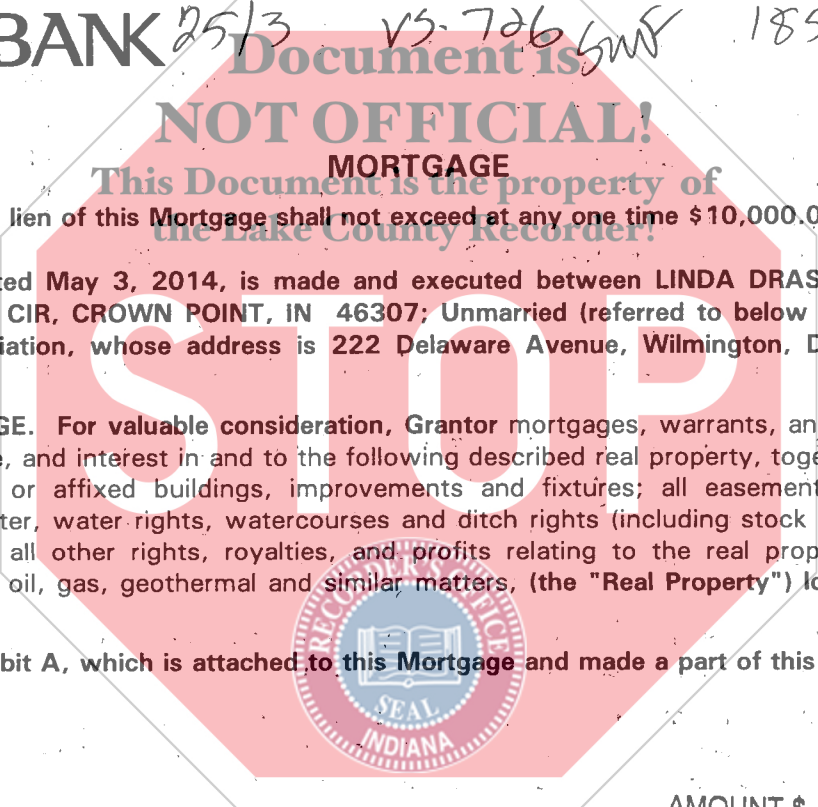 BANK 25/3 VS. 726 185
Document is
NOT OFFICIAL!
MORTGAGE
This Document is the property of
lien of this Mortgage shall not exceed at any one time $10,000.0
the Lake County Recorder!
ted May 3, 2014, is made and executed between LINDA DRAS
CIR, CROWN POINT, IN 46307; Unmarried (referred to below
iation, whose address is 222 Delaware Avenue, Wilmington, D
STOP
GE. For valuable consideration, Grantor mortgages, warrants, an
e, and interest in and to the following described real property, toge
or affixed buildings, improvements and fixtures; all easement
ter, water rights, watercourses and ditch rights (including stock
all other rights, royalties, and profits relating to the real prop
oil, gas, geothermal and similar matters, (the "Real Property") lo
RECORDER'S OFFICE
bit A, which is attached to this Mortgage and made a part of this
SEAL
INDIANA
AMOUNT $